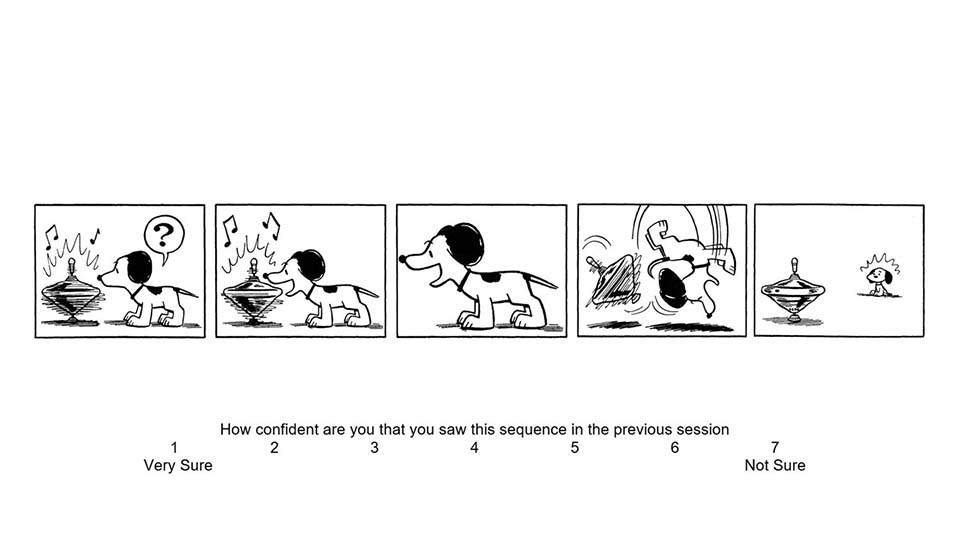 ?
How confident are you that you saw this sequence in the previous session
1 2 3 4 5 6 7
Very Sure Not Sure